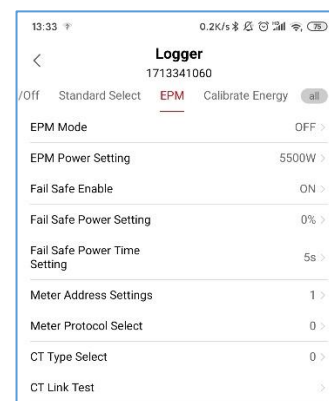 13:33 0.2K/s 75
Logger
1713341060
/Off Standard Select EPM Calibrate Energy all
EPM Mode OFF
EPM Power Setting 5500W
Fail Safe Enable ON
Fail Safe Power Setting 0%
Fail Safe Power Time
Setting 5s
Meter Address Settings 1
Meter Protocol Select 0
CT Type Select 0
CT Link Test